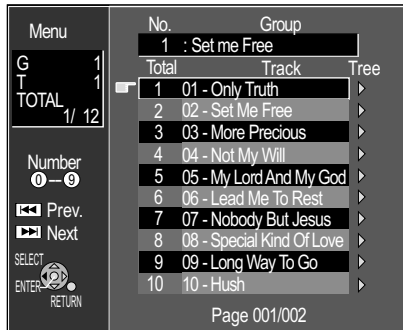 Menu
G 1
T 1
TOTAL
1/ 12
Number
0 – 9
Prev.
Next
SELECT
ENTER
RETURN
No. Group
1 : Set me Free
Total Track Tree
1 01 - Only Truth
2 02 - Set Me Free
3 03 - More Precious
4 04 - Not My Will
5 05 - My Lord And My God
6 06 - Lead Me To Rest
7 07 - Nobody But Jesus
8 08 - Special Kind Of Love
9 09 - Long Way To Go
10 10 - Hush
Page 001/002